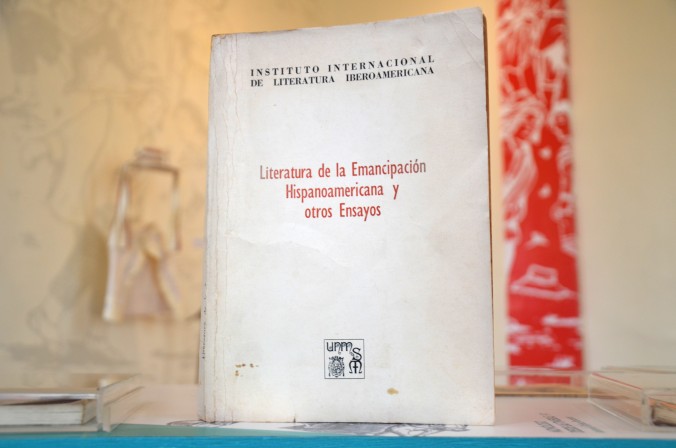 INSTITUTO INTERNACIONAL
DE LITERATURA IBEROAMERICANA
Literatura de la Emancipación
Hispanoamericana y
otros Ensayos
UNMSM